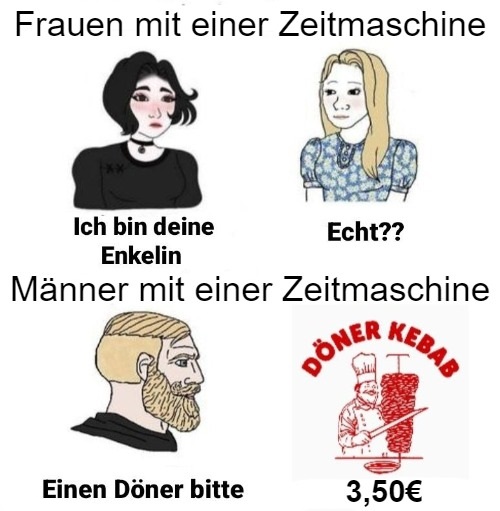 Frauen mit einer Zeitmaschine
Ich bin deine
Enkelin
Echt??
Männer mit einer Zeitmaschine
DÖNER KEBAB
Einen Döner bitte
3,50€